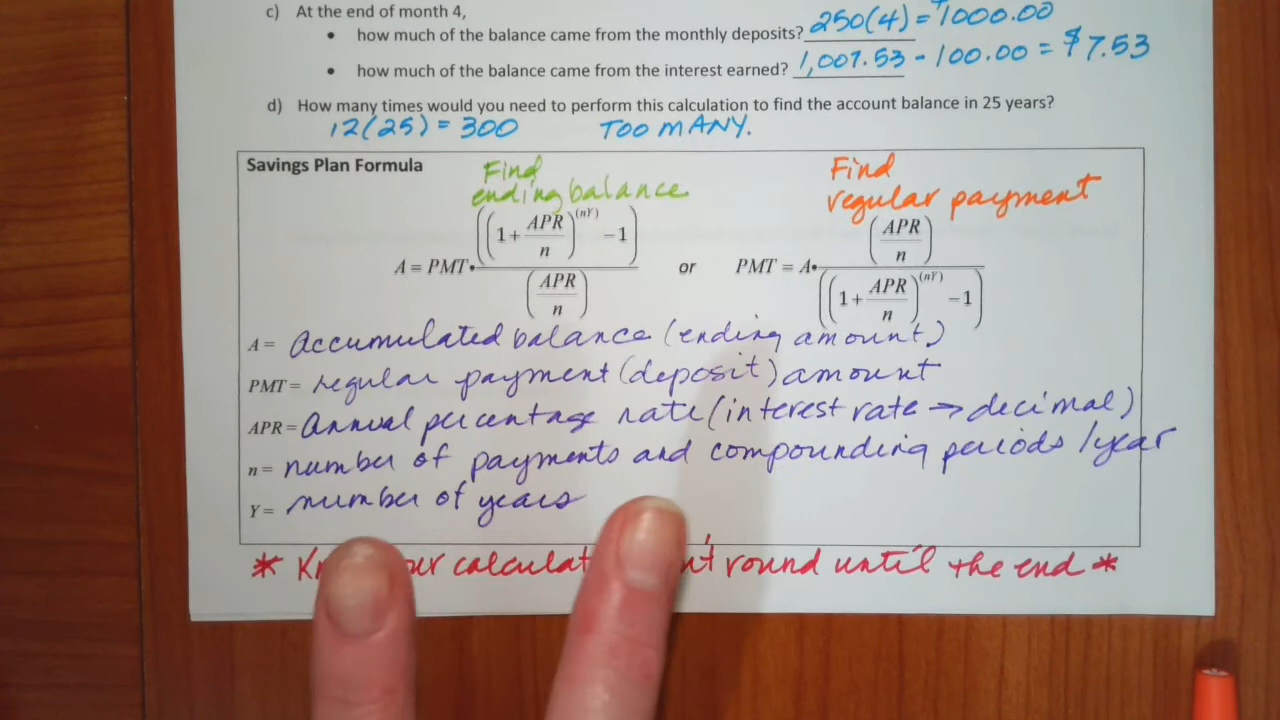 c) At the end of month 4,
• how much of the balance came from the monthly deposits? 250(4) = 1000.00
• how much of the balance came from the interest earned? 1,007.53 - 100.00 = $7.53
d) How many times would you need to perform this calculation to find the account balance in 25 years?
12(25) = 300 TOO MANY.
Savings Plan Formula
Find ending balance
Find regular payment
A = PMT • ((1 + APR/n)^(nY) − 1) / (APR/n) or PMT = A • (APR/n) / ((1 + APR/n)^(nY) − 1)
A = Accumulated balance (ending amount)
PMT = regular payment (deposit) amount
APR = Annual percentage rate (interest rate → decimal)
n = number of payments and compounding periods / year
Y = number of years
* round until the end *